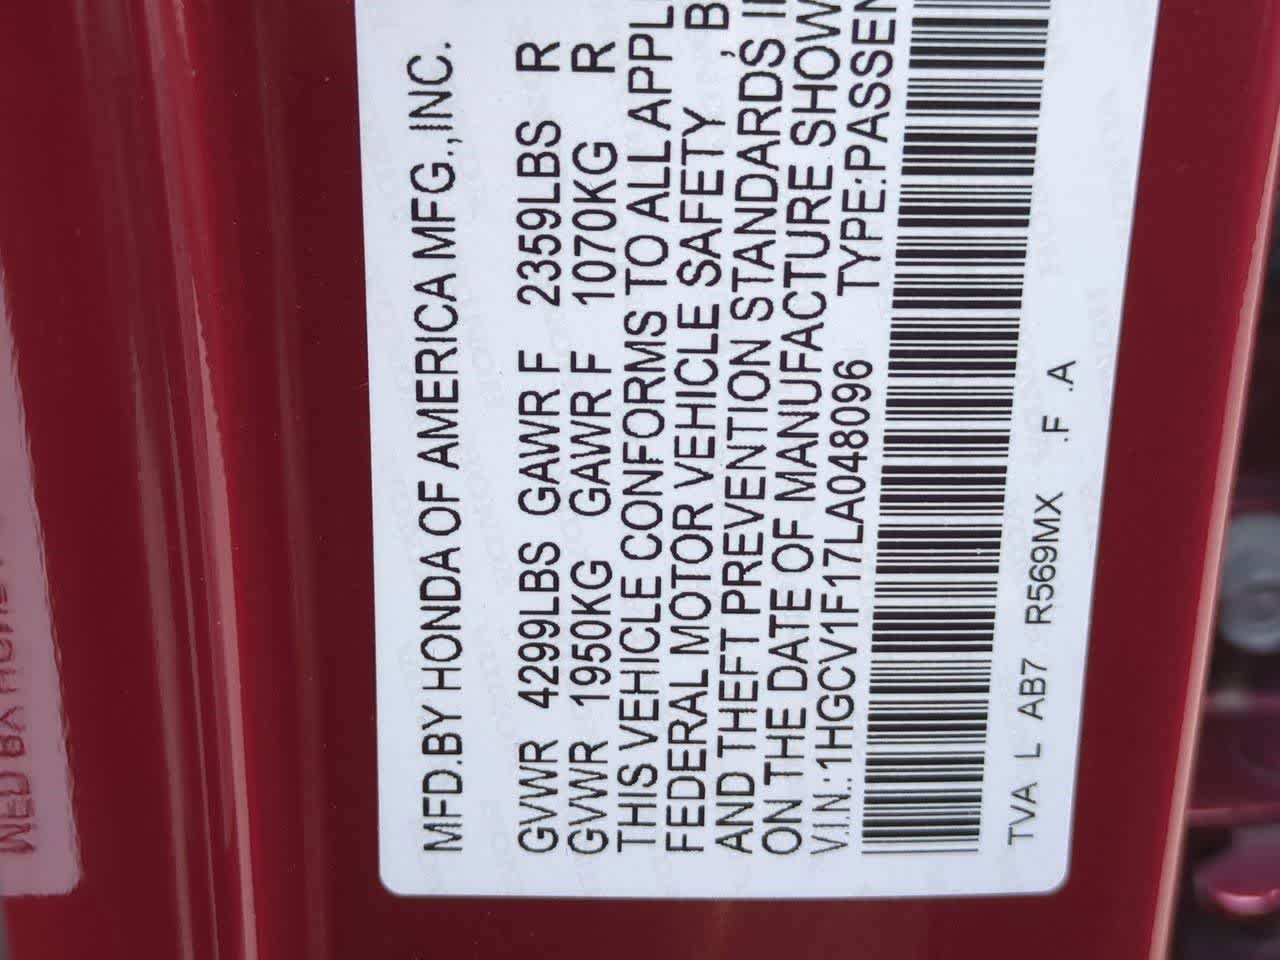 MFD.BY HONDA OF AMERICA MFG.,INC.
GVWR 4299LBS GAWR F 2359LBS R
GVWR 1950KG GAWR F 1070KG R
THIS VEHICLE CONFORMS TO ALL APPL
FEDERAL MOTOR VEHICLE SAFETY , B
AND THEFT PREVENTION STANDARDS I
ON THE DATE OF MANUFACTURE SHOW
V.I.N.:1HGCV1F17LA048096 TYPE:PASSEN
TVA L AB7 R569MX .F .A